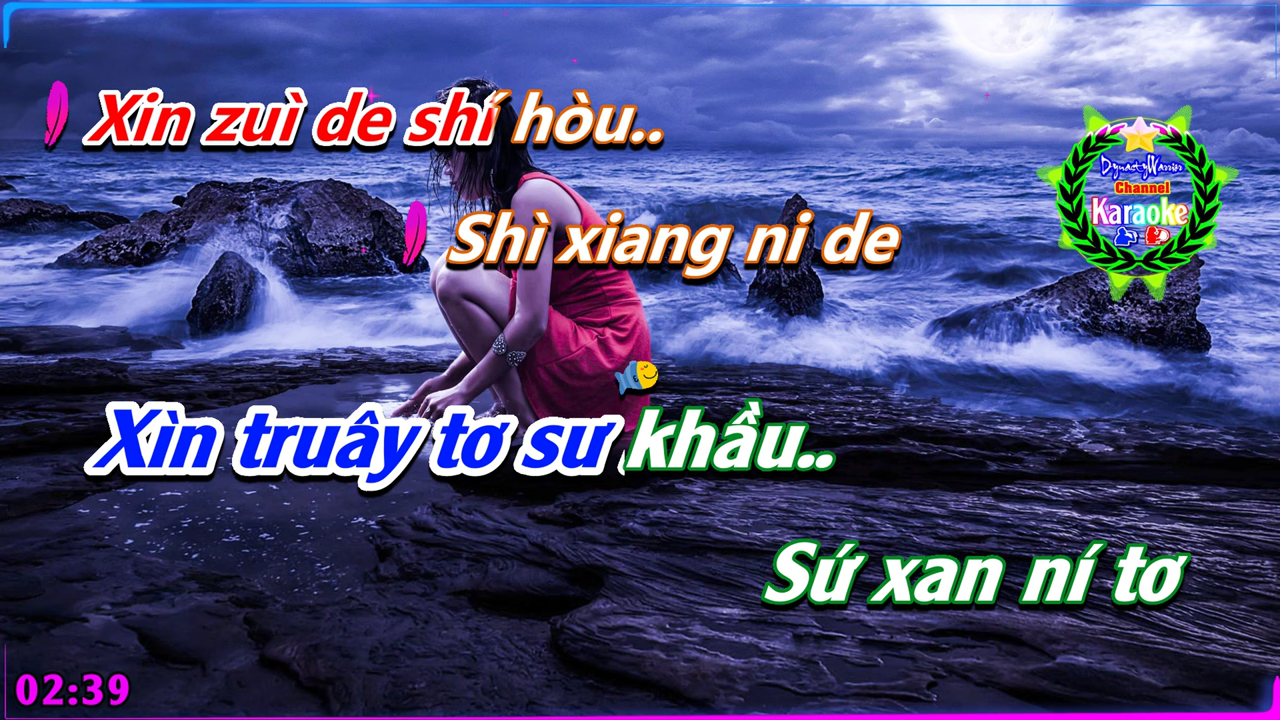 Xin zuì de shí hòu..
Shì xiang ni de
DynastyWarrior
Channel
Karaoke
Xìn truây tơ sư khầu..
Sứ xan ní tơ
02:39